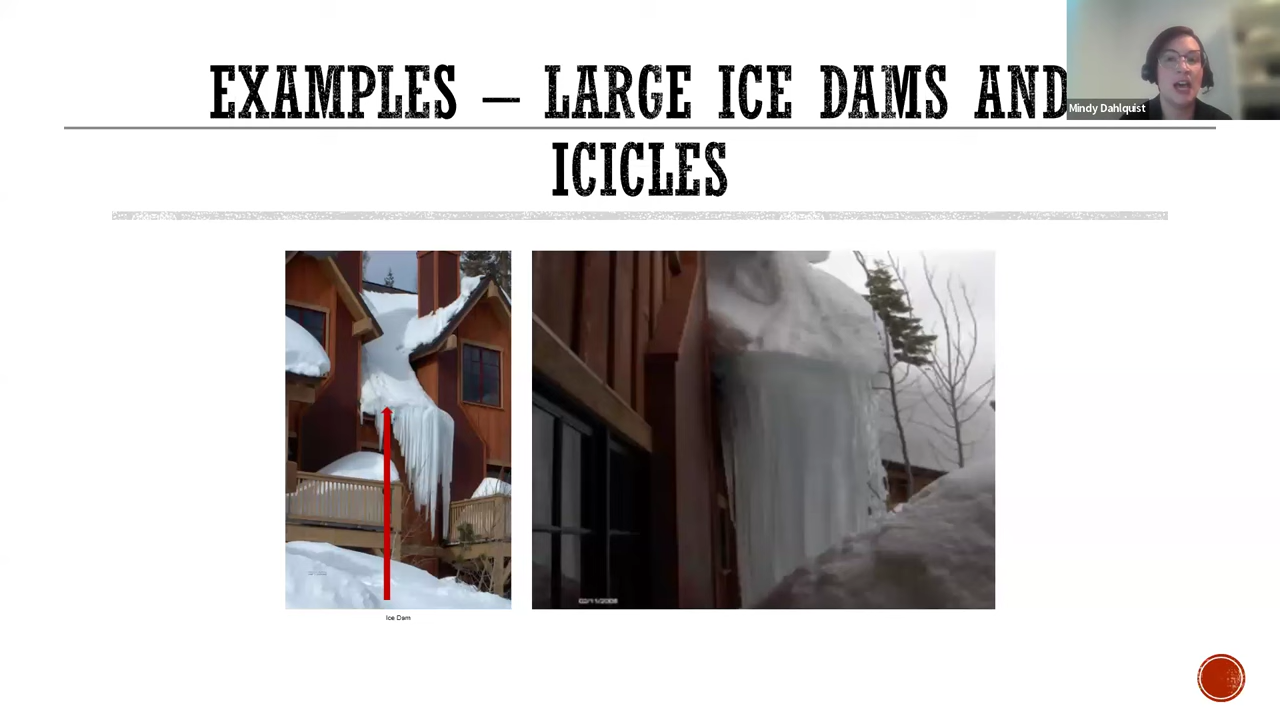 EXAMPLES – LARGE ICE DAMS AND
ICICLES
Mindy Dahlquist
Ice Dam